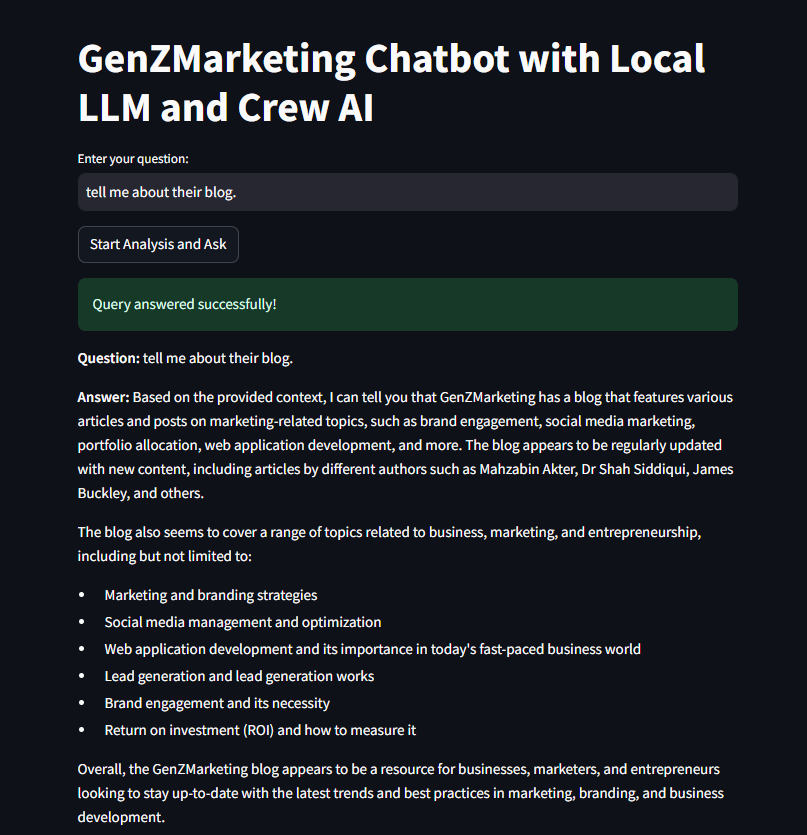 GenZMarketing Chatbot with Local
LLM and Crew AI
Enter your question:
tell me about their blog.
Start Analysis and Ask
Query answered successfully!
Question: tell me about their blog.
Answer: Based on the provided context, I can tell you that GenZMarketing has a blog that features various
articles and posts on marketing-related topics, such as brand engagement, social media marketing,
portfolio allocation, web application development, and more. The blog appears to be regularly updated
with new content, including articles by different authors such as Mahzabin Akter, Dr Shah Siddiqui, James
Buckley, and others.
The blog also seems to cover a range of topics related to business, marketing, and entrepreneurship,
including but not limited to:
• Marketing and branding strategies
• Social media management and optimization
• Web application development and its importance in today's fast-paced business world
• Lead generation and lead generation works
• Brand engagement and its necessity
• Return on investment (ROI) and how to measure it
Overall, the GenZMarketing blog appears to be a resource for businesses, marketers, and entrepreneurs
looking to stay up-to-date with the latest trends and best practices in marketing, branding, and business
development.